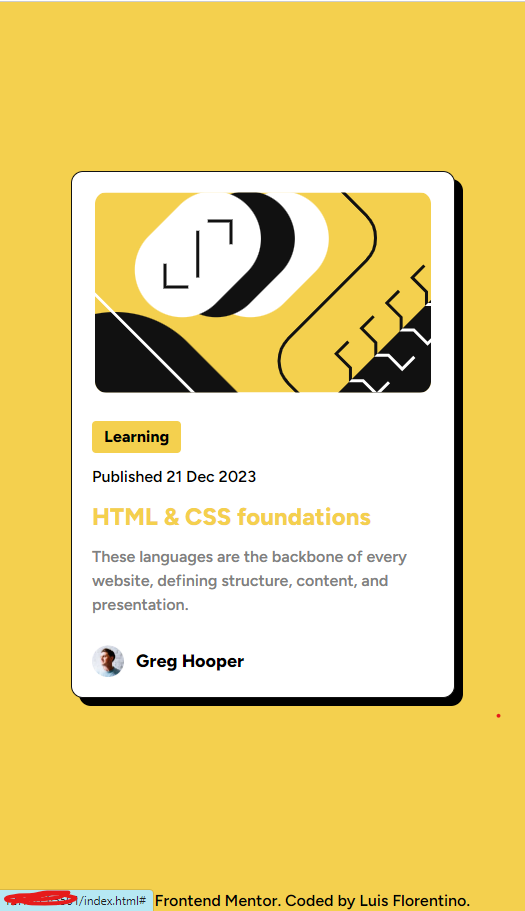 Learning
Published 21 Dec 2023
HTML & CSS foundations
These languages are the backbone of every
website, defining structure, content, and
presentation.
Greg Hooper
/index.html# Frontend Mentor. Coded by Luis Florentino.